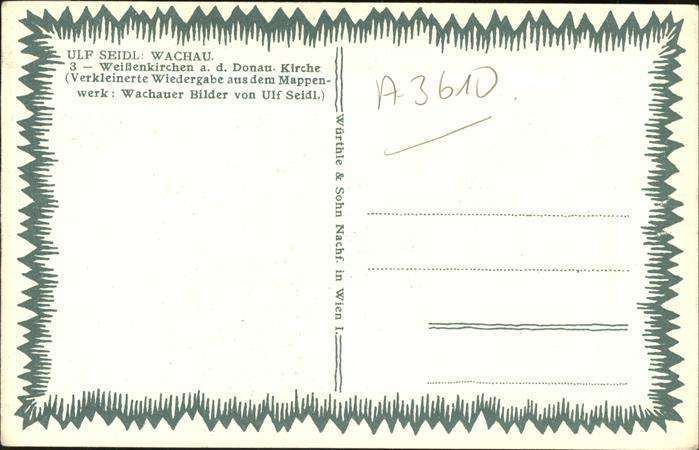 ULF SEIDL: WACHAU.
3 — Weißenkirchen a. d. Donau. Kirche
(Verkleinerte Wiedergabe aus dem Mappen-
werk: Wachauer Bilder von Ulf Seidl.)
A3610
Würthle & Sohn Nachf. in Wien I.